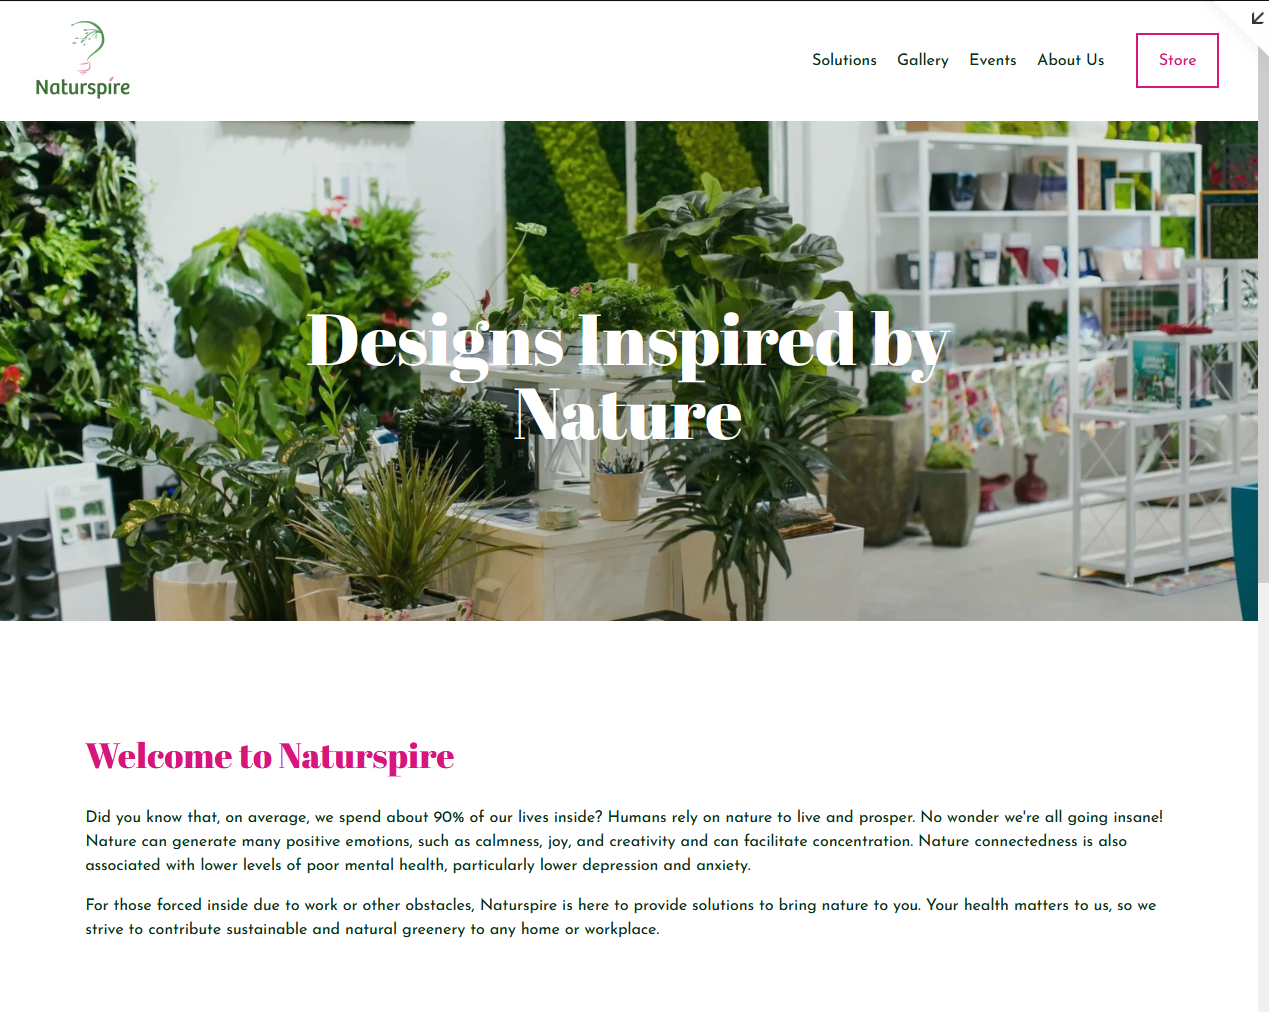 Naturspire
Solutions Gallery Events About Us Store
Designs Inspired by
Nature
Welcome to Naturspire
Did you know that, on average, we spend about 90% of our lives inside? Humans rely on nature to live and prosper. No wonder we're all going insane!
Nature can generate many positive emotions, such as calmness, joy, and creativity and can facilitate concentration. Nature connectedness is also
associated with lower levels of poor mental health, particularly lower depression and anxiety.
For those forced inside due to work or other obstacles, Naturspire is here to provide solutions to bring nature to you. Your health matters to us, so we
strive to contribute sustainable and natural greenery to any home or workplace.